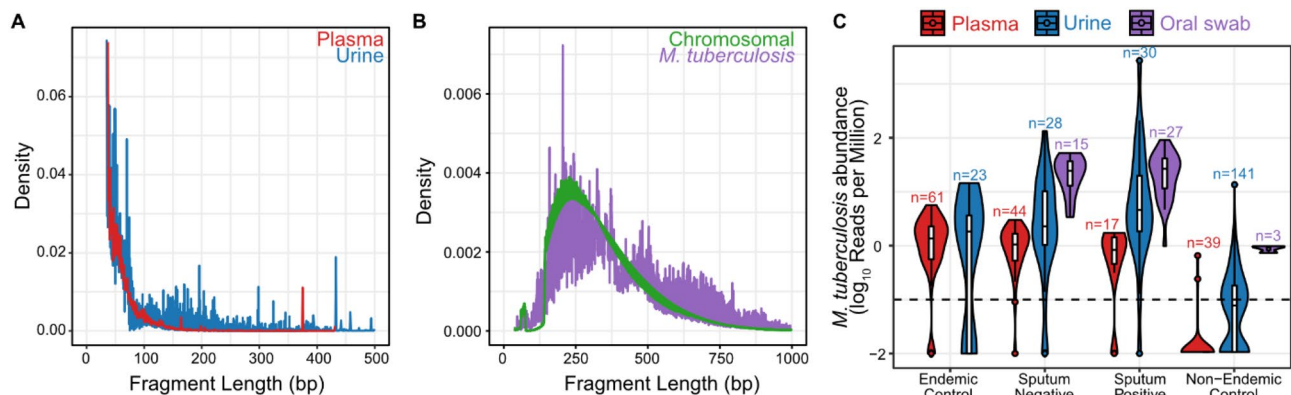 A
Plasma
Urine
0.06
0.04
0.02
0.00
Density
0 100 200 300 400 500
Fragment Length (bp)
B
Chromosomal
M. tuberculosis
0.006
0.004
0.002
0.000
Density
0 250 500 750 1000
Fragment Length (bp)
C
Plasma Urine Oral swab
M. tuberculosis abundance
(log10 Reads per Million)
2
0
−2
n=61
n=23
n=44
n=28
n=15
n=17
n=30
n=27
n=39
n=141
n=3
Endemic
Control
Sputum
Negative
Sputum
Positive
Non−Endemic
Control